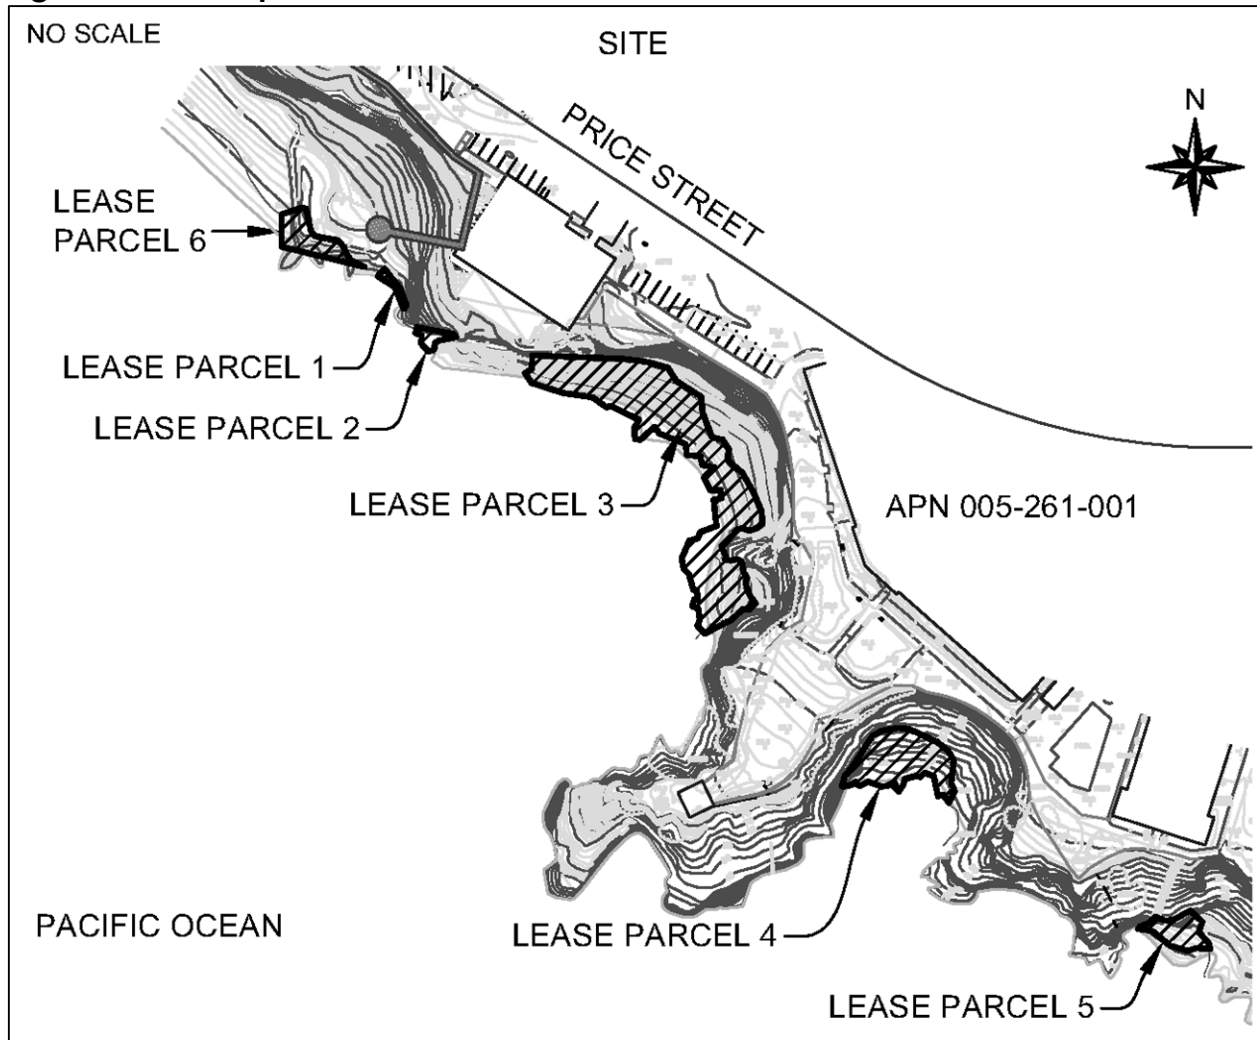 NO SCALE
SITE
N
PRICE STREET
LEASE
PARCEL 6
LEASE PARCEL 1
LEASE PARCEL 2
LEASE PARCEL 3
APN 005-261-001
PACIFIC OCEAN
LEASE PARCEL 4
LEASE PARCEL 5